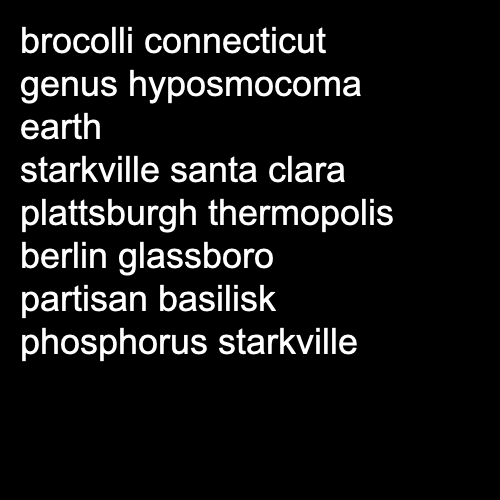 brocolli connecticut
genus hyposmocoma
earth
starkville santa clara
plattsburgh thermopolis
berlin glassboro
partisan basilisk
phosphorus starkville